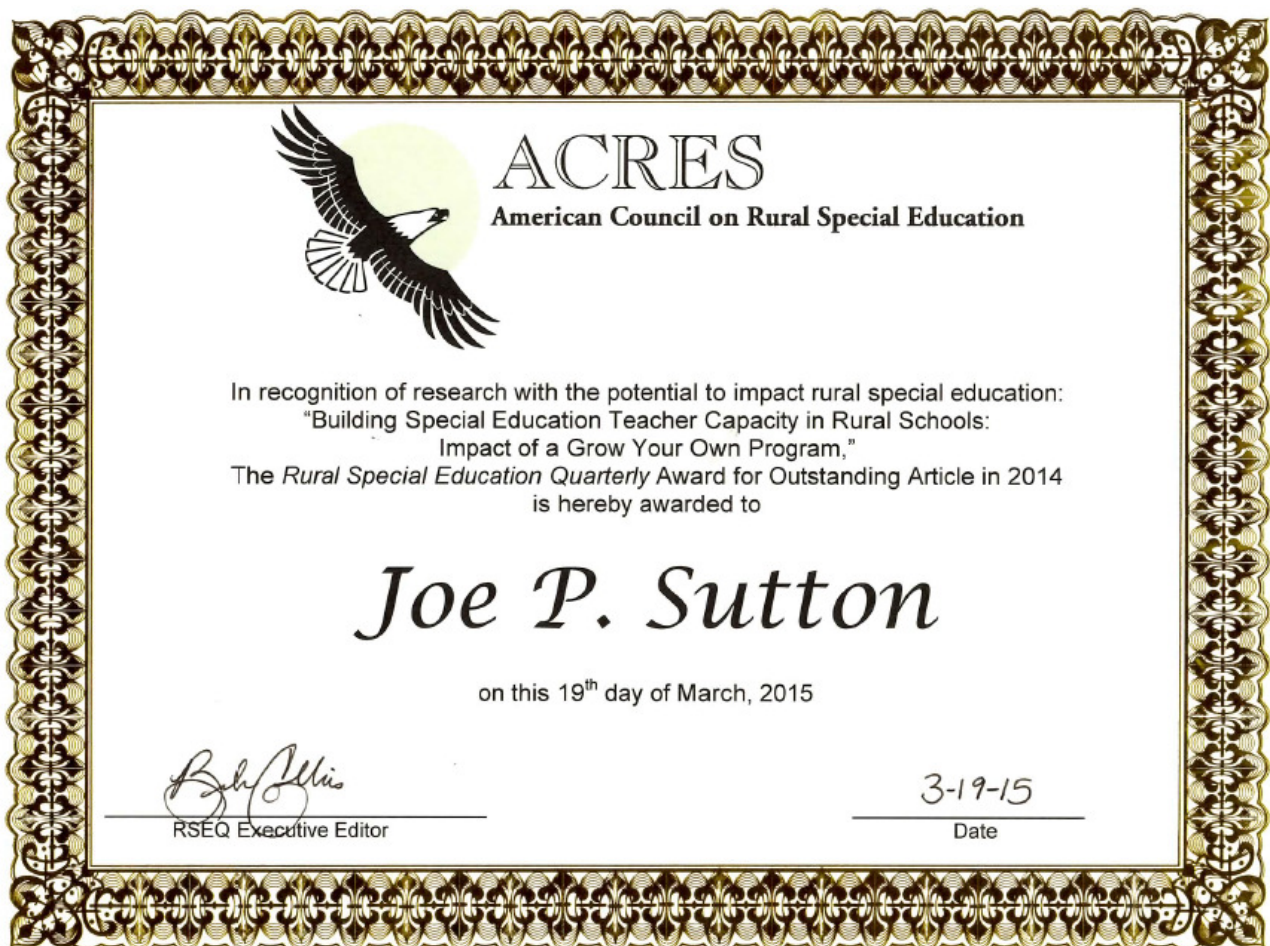 ACRES
American Council on Rural Special Education
In recognition of research with the potential to impact rural special education:
“Building Special Education Teacher Capacity in Rural Schools:
Impact of a Grow Your Own Program,”
The Rural Special Education Quarterly Award for Outstanding Article in 2014
is hereby awarded to
Joe P. Sutton
on this 19th day of March, 2015
3-19-15
RSEQ Executive Editor
Date